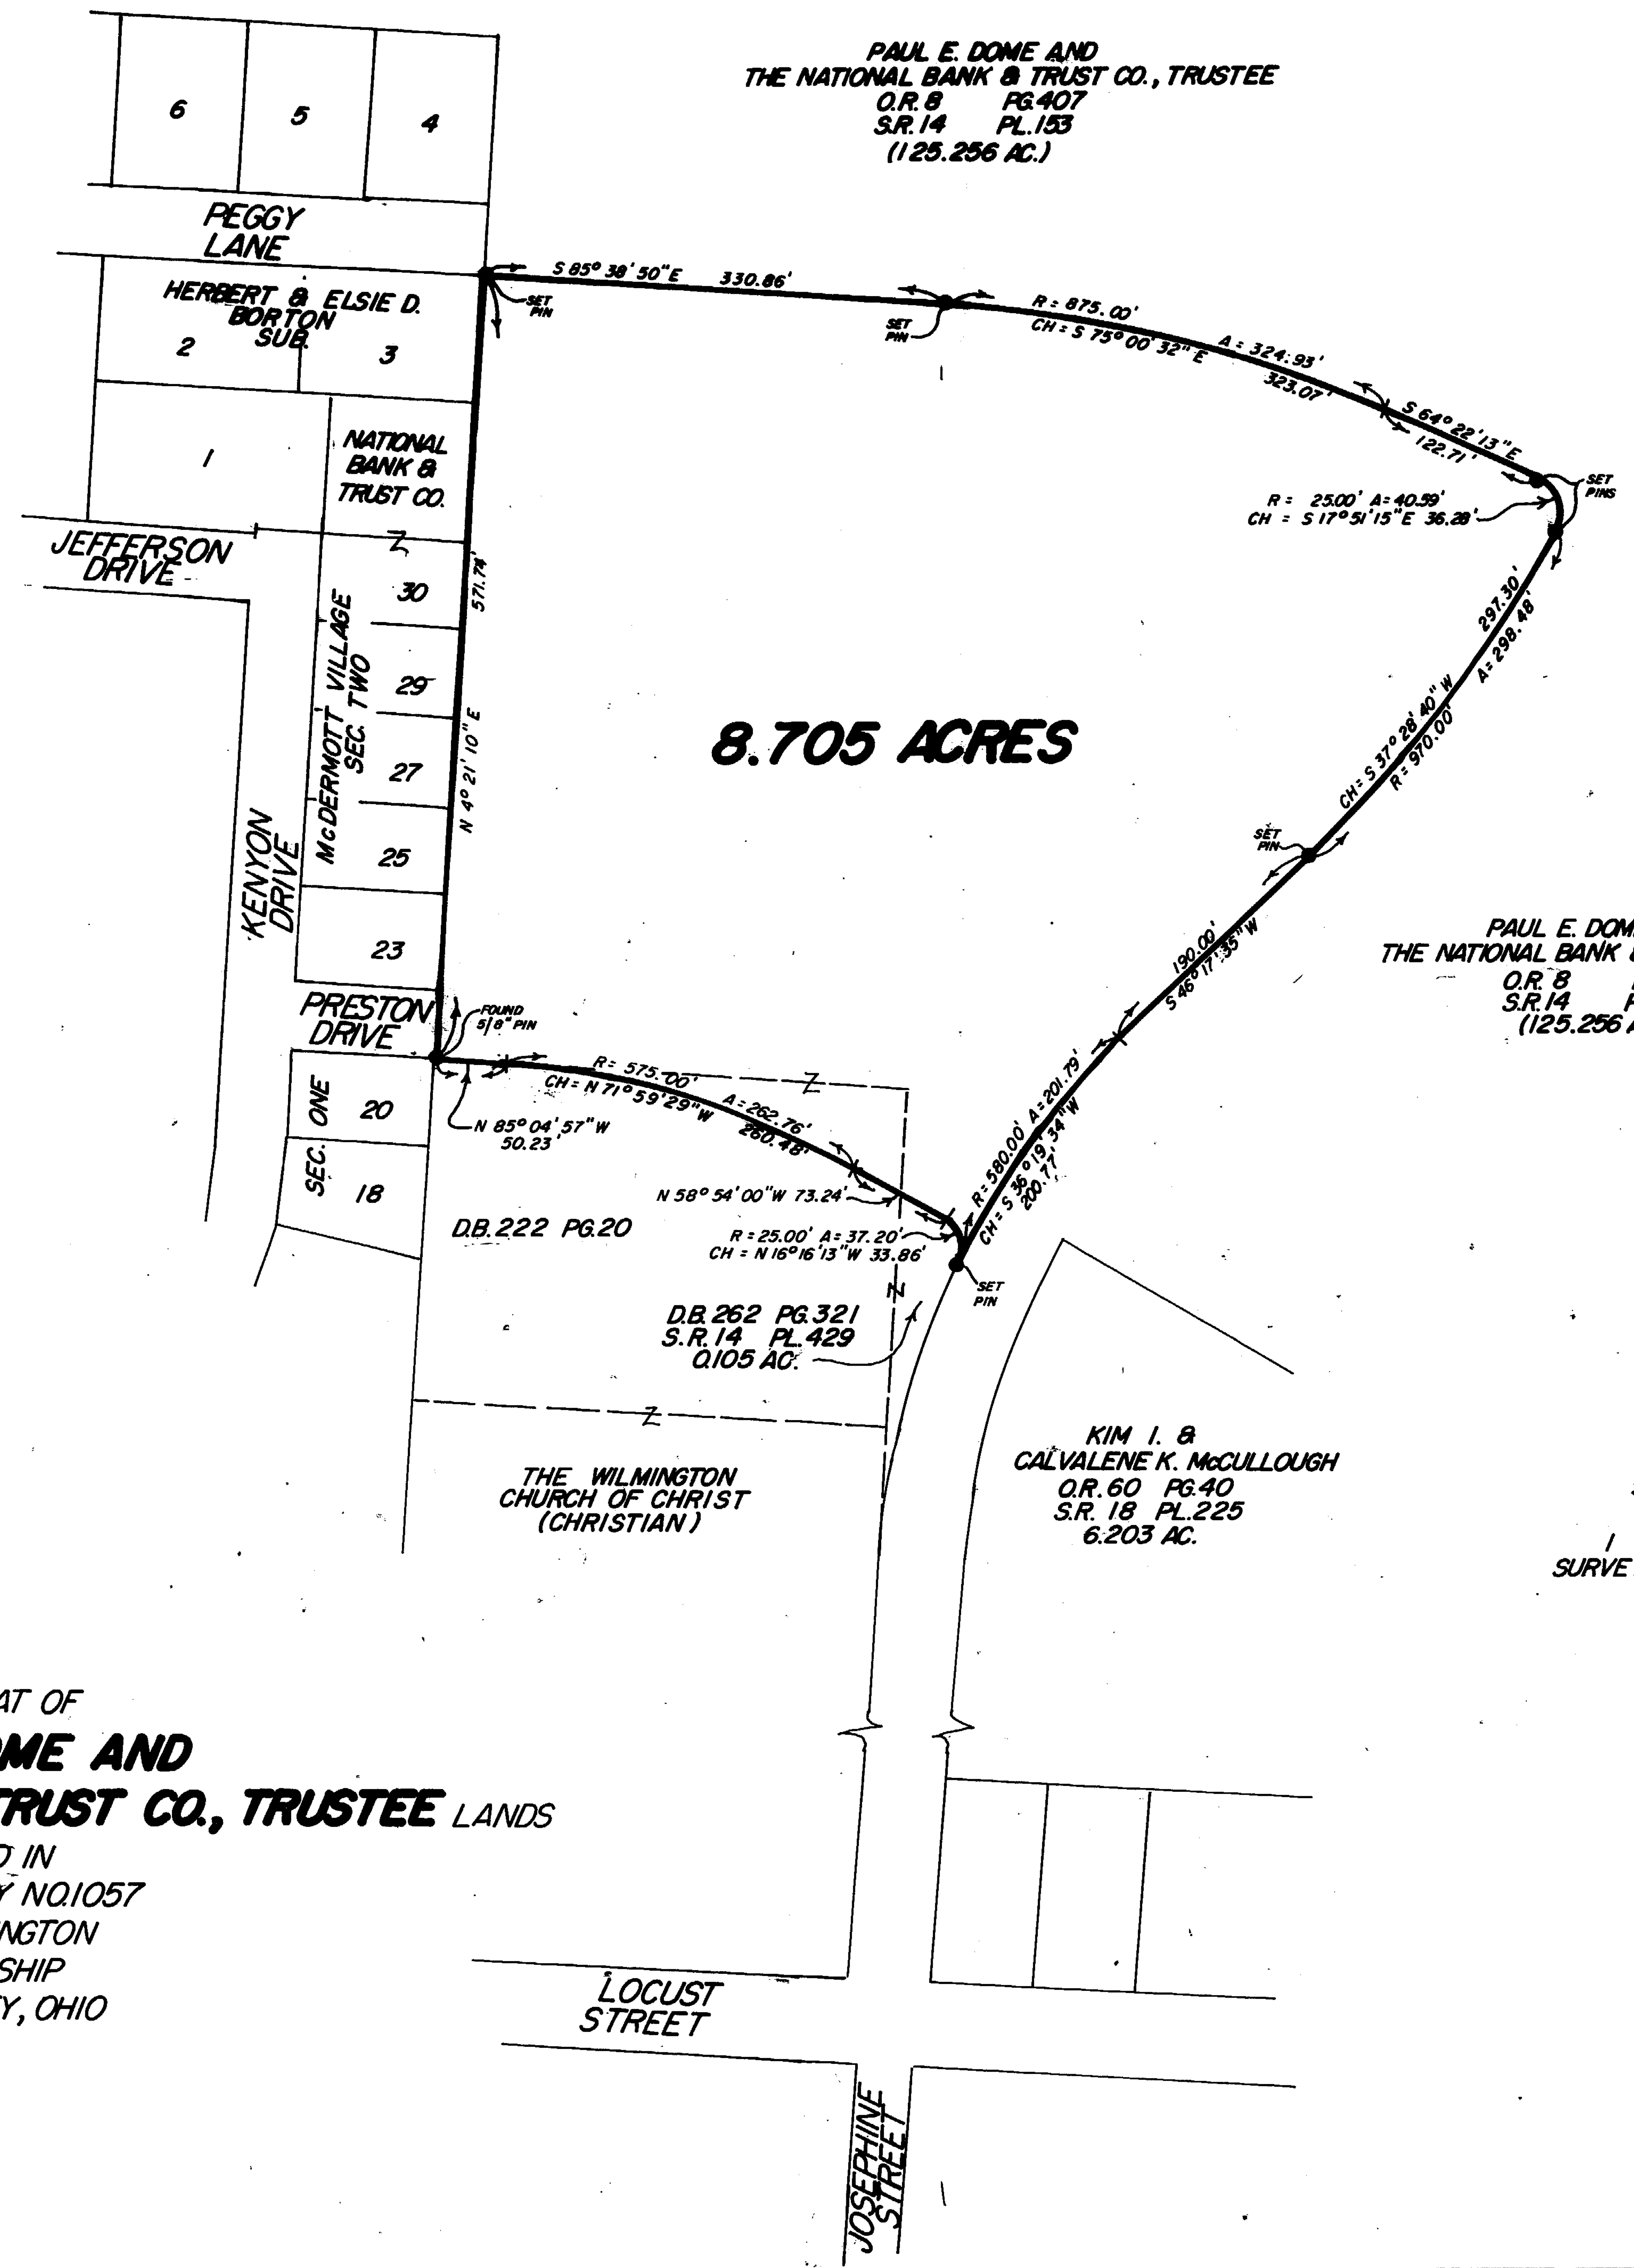 PAUL E. DOME AND
THE NATIONAL BANK & TRUST CO., TRUSTEE
O.R. 8 PG.407
S.R. 14 PL.153
(125.256 AC.)
6
5
4
PEGGY
LANE
HERBERT & ELSIE D.
BORTON
SUB.
2
3
1
NATIONAL
BANK &
TRUST CO.
JEFFERSON
DRIVE
S 85° 38' 50" E 330.86'
SET
PIN
SET
PIN
R = 875.00'
CH = S 75° 00' 32" E
A = 324.93'
323.07'
S 64° 22' 13" E
122.71'
SET
PINS
R = 25.00' A = 40.59'
CH = S 17° 51' 15" E 36.28'
297.30'
A = 298.48'
CH = S 37° 28' 40" W
R = 970.00'
571.74'
N 4° 21' 10" E
30
29
27
25
23
McDERMOTT VILLAGE
SEC. TWO
KENYON
DRIVE
8.705 ACRES
SET
PIN
190.00'
S 46° 17' 35" W
PAUL E. DOM
THE NATIONAL BANK
O.R. 8
S.R. 14
(125.256
PRESTON
DRIVE
FOUND
5/8" PIN
R = 575.00'
CH = N 71° 59' 29" W
A = 262.76'
260.48'
N 85° 04' 57" W
50.23'
R = 580.00' A = 201.79'
CH = S 36° 19' 34" W
200.77'
20
18
SEC. ONE
N 58° 54' 00" W 73.24'
D.B. 222 PG.20
R = 25.00' A = 37.20'
CH = N 16° 16' 13" W 33.86'
SET
PIN
D.B. 262 PG.321
S.R. 14 PL.429
0.105 AC.
THE WILMINGTON
CHURCH OF CHRIST
(CHRISTIAN)
KIM I. &
CALVALENE K. McCULLOUGH
O.R. 60 PG.40
S.R. 18 PL.225
6.203 AC.
SURVE
AT OF
OME AND
TRUST CO., TRUSTEE LANDS
D IN
Y NO.1057
NGTON
SHIP
Y, OHIO
LOCUST
STREET
JOSEPHINE
STREET